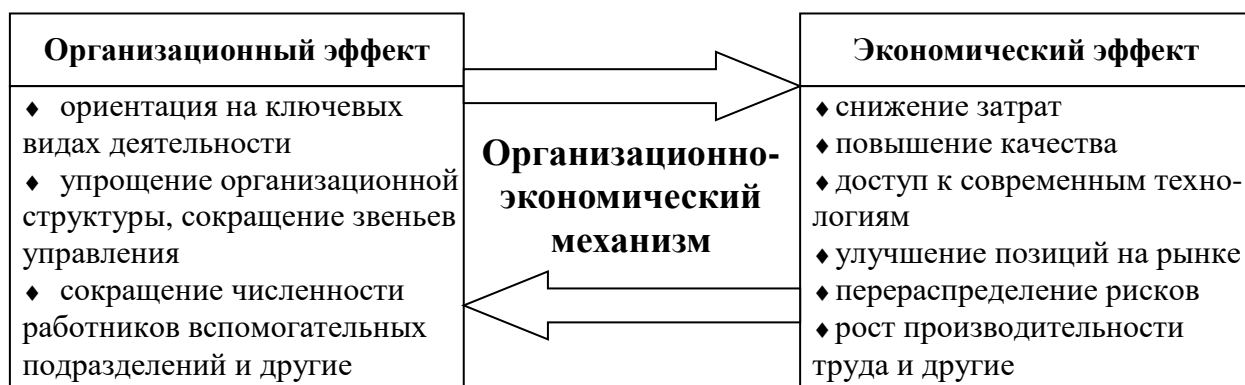 Организационный эффект
♦ ориентация на ключевых
видах деятельности
♦ упрощение организационной
структуры, сокращение звеньев
управления
♦ сокращение численности
работников вспомогательных
подразделений и другие
Организационно-
экономический
механизм
Экономический эффект
♦ снижение затрат
♦ повышение качества
♦ доступ к современным техно-
логиям
♦ улучшение позиций на рынке
♦ перераспределение рисков
♦ рост производительности
труда и другие